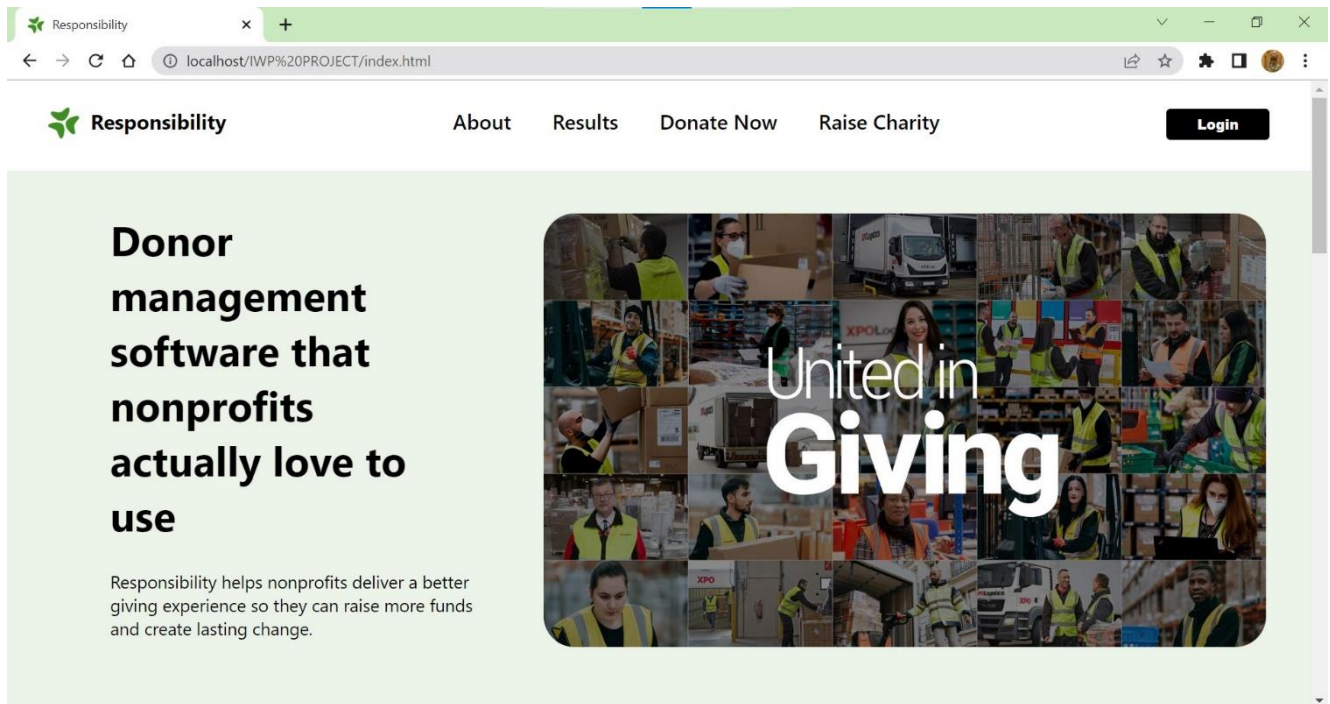 Responsibility
localhost/IWP%20PROJECT/index.html
Responsibility
About Results Donate Now Raise Charity
Login
Donor
management
software that
nonprofits
actually love to
use
Responsibility helps nonprofits deliver a better
giving experience so they can raise more funds
and create lasting change.
XPOLo
United in
Giving
XPO